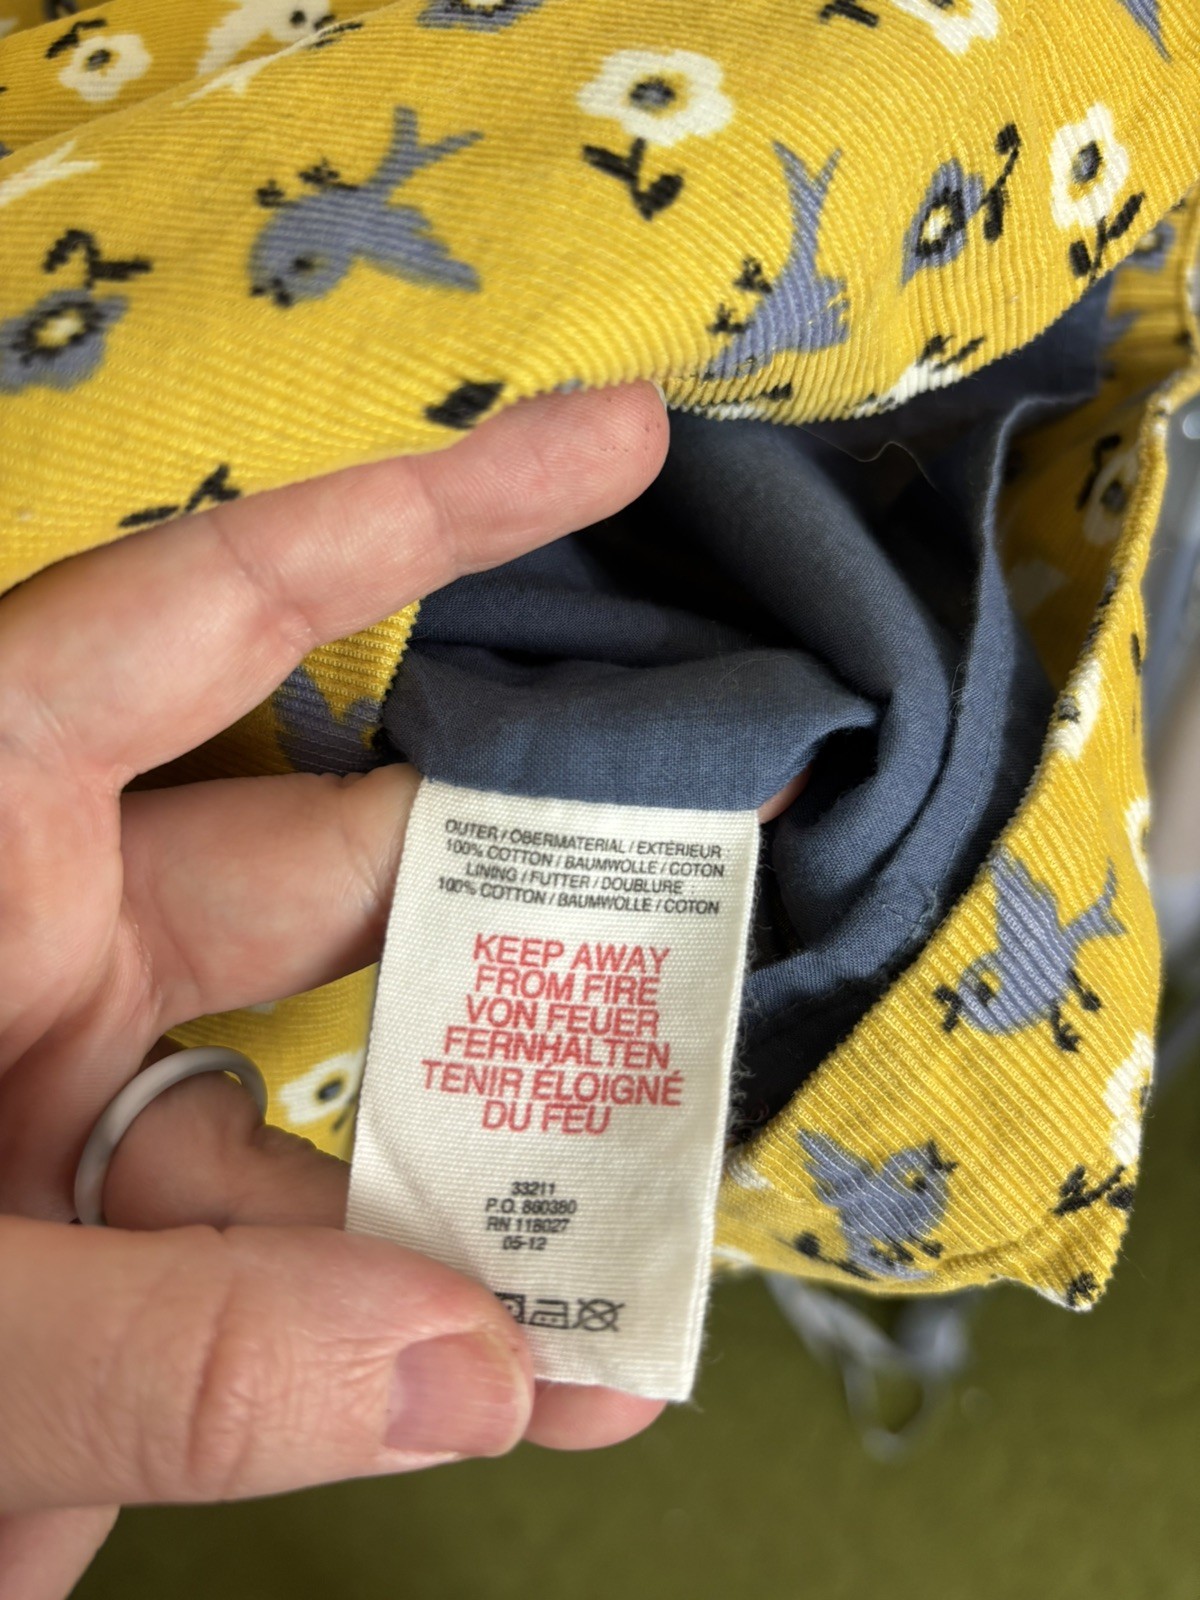 OUTER / OBERMATERIAL / EXTÉRIEUR
100% COTTON / BAUMWOLLE / COTON
LINING / FUTTER / DOUBLURE
100% COTTON / BAUMWOLLE / COTON
KEEP AWAY
FROM FIRE
VON FEUER
FERNHALTEN
TENIR ÉLOIGNÉ
DU FEU
33211
P.O. 860380
RN 118027
05-12